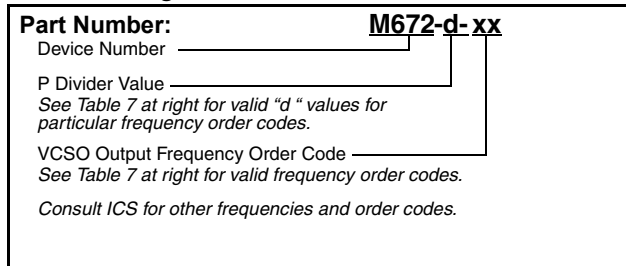 Part Number: M672-d- xx
Device Number
P Divider Value
See Table 7 at right for valid “d “ values for
particular frequency order codes.
VCSO Output Frequency Order Code
See Table 7 at right for valid frequency order codes.
Consult ICS for other frequencies and order codes.